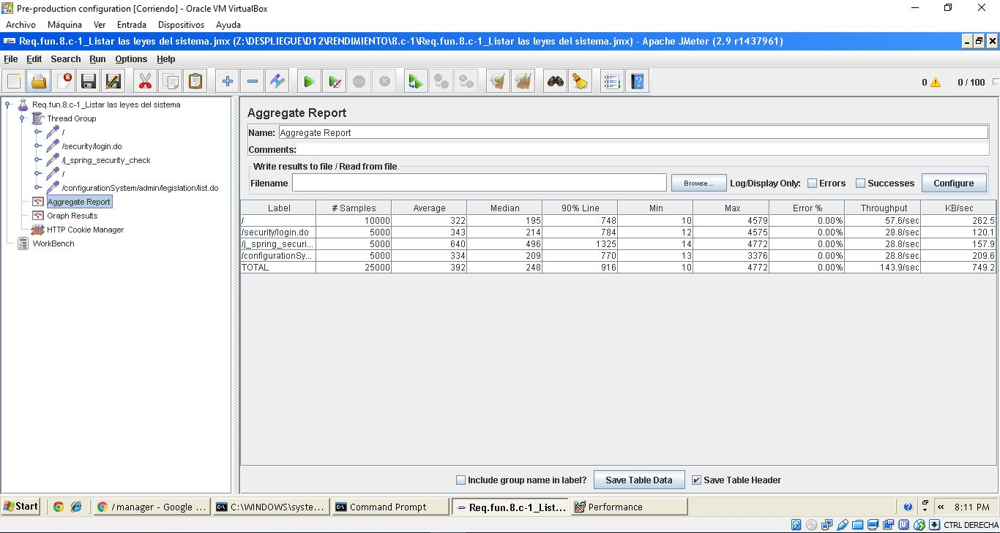 Pre-production configuration [Corriendo] - Oracle VM VirtualBox
Archivo Máquina Ver Entrada Dispositivos Ayuda
Req.fun.8.c-1_Listar las leyes del sistema.jmx (Z:\DESPLIEGUE\D12\RENDIMIENTO\8.c-1\Req.fun.8.c-1_Listar las leyes del sistema.jmx) - Apache JMeter (2.9 r1437961)
File Edit Search Run Options Help
0 0 / 100
Req.fun.8.c-1_Listar las leyes del sistema
Thread Group
/
/security/login.do
/j_spring_security_check
/
/configurationSystem/admin/legislation/list.do
Aggregate Report
Graph Results
HTTP Cookie Manager
WorkBench
Aggregate Report
Name: Aggregate Report
Comments:
Write results to file / Read from file
Filename Browse... Log/Display Only: Errors Successes Configure
Label # Samples Average Median 90% Line Min Max Error % Throughput KB/sec
/ 10000 322 195 748 10 4579 0.00% 57.6/sec 262.5
/security/login.do 5000 343 214 784 12 4575 0.00% 28.8/sec 120.1
/j_spring_securi... 5000 640 496 1325 14 4772 0.00% 28.8/sec 157.9
/configurationSy... 5000 334 209 770 13 3376 0.00% 28.8/sec 209.6
TOTAL 25000 392 248 916 10 4772 0.00% 143.9/sec 749.2
Include group name in label? Save Table Data Save Table Header
Start /manager - Google ... C:\WINDOWS\syste... Command Prompt Req.fun.8.c-1_List... Performance « 8:11 PM
CTRL DERECHA